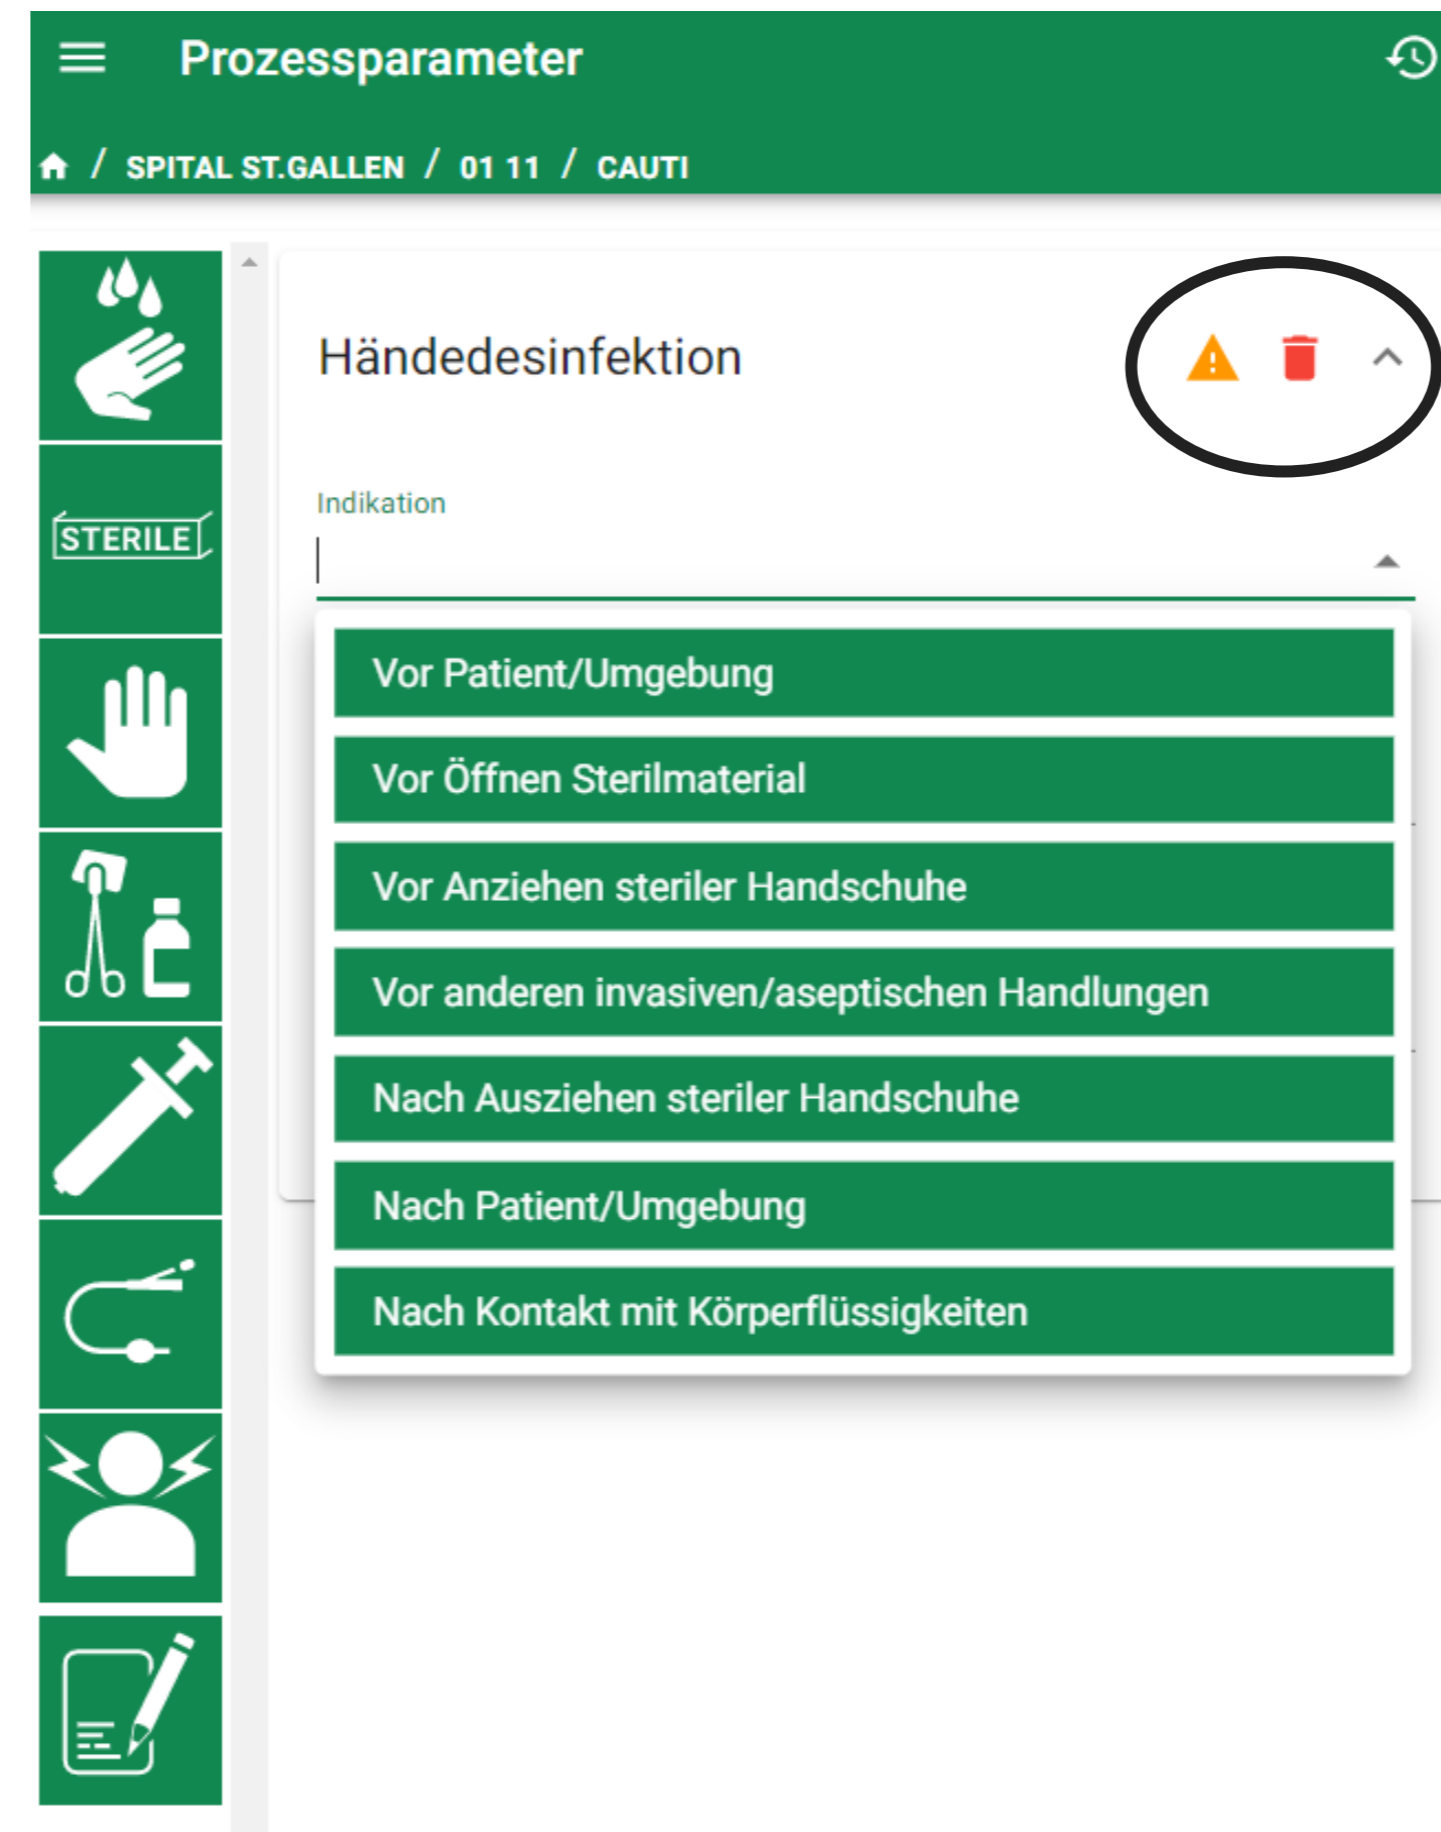 Prozessparameter
/ SPITAL ST.GALLEN / 01 11 / CAUTI
Händedesinfektion
STERILE
Indikation
Vor Patient/Umgebung
Vor Öffnen Sterilmaterial
Vor Anziehen steriler Handschuhe
Vor anderen invasiven/aseptischen Handlungen
Nach Ausziehen steriler Handschuhe
Nach Patient/Umgebung
Nach Kontakt mit Körperflüssigkeiten